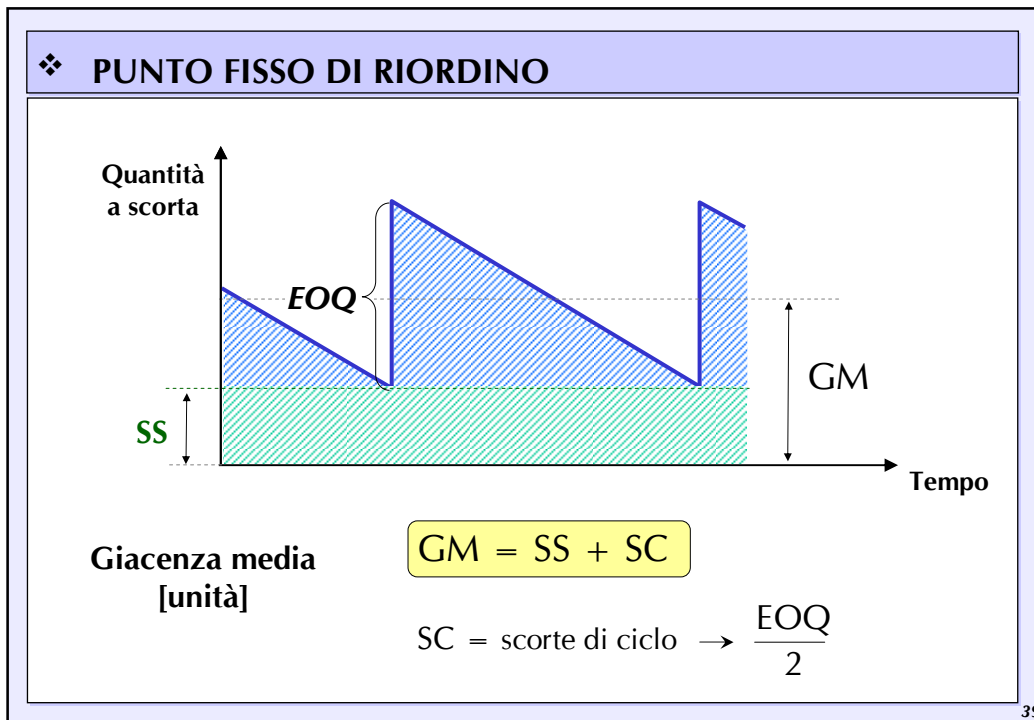 ❖ PUNTO FISSO DI RIORDINO
Quantità
a scorta
EOQ
GM
SS
Tempo
Giacenza media
[unità]
GM = SS + SC
SC = scorte di ciclo → EOQ
2